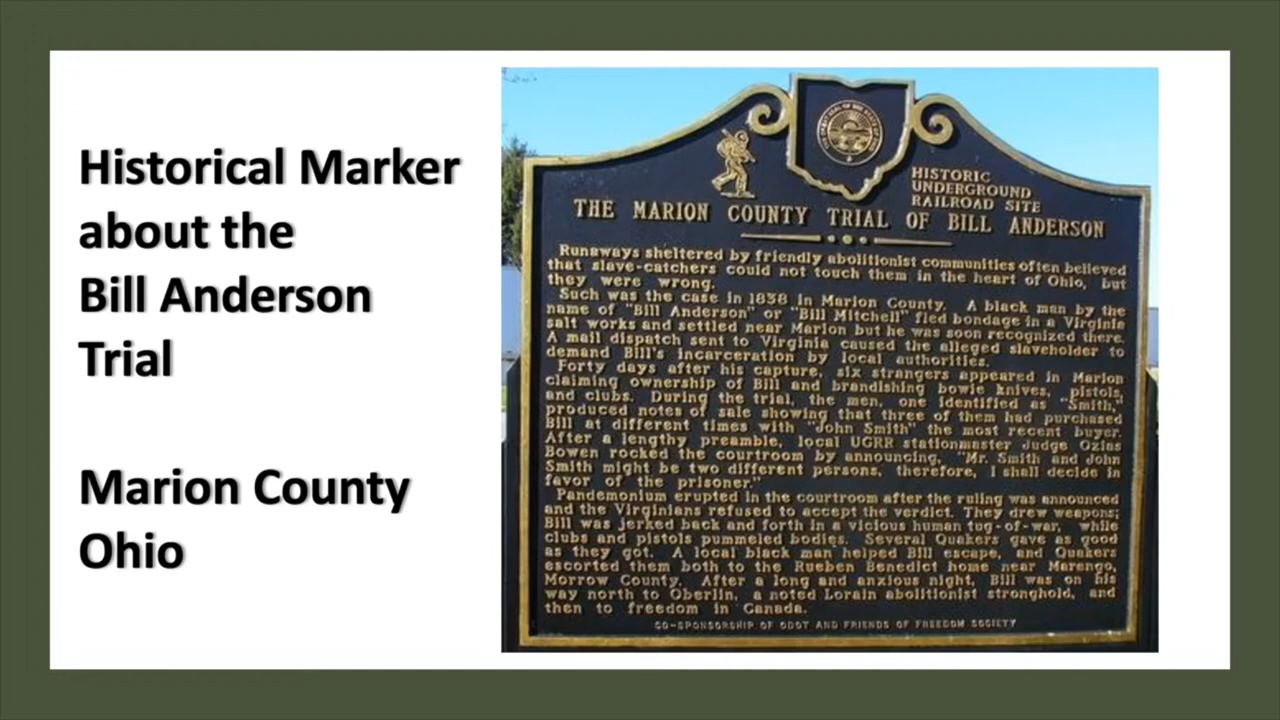 Historical Marker
about the
Bill Anderson
Trial
Marion County
Ohio
HISTORIC
UNDERGROUND
RAILROAD SITE
THE MARION COUNTY TRIAL OF BILL ANDERSON
Runaways sheltered by friendly abolitionist communities often believed
that slave-catchers could not touch them in the heart of Ohio, but
they were wrong.
Such was the case in 1838 in Marion County. A black man by the
name of "Bill Anderson" or "Bill Mitchell" fled bondage in a Virginia
salt works and settled near Marion but he was soon recognized there.
A mail dispatch sent to Virginia caused the alleged slaveholder to
demand Bill's incarceration by local authorities.
Forty days after his capture, six strangers appeared in Marion
claiming ownership of Bill and brandishing bowie knives, pistols,
and clubs. During the trial, the men, one identified as "Smith,"
produced notes of sale showing that three of them had purchased
Bill at different times with "John Smith" the most recent buyer.
After a lengthy preamble, local UGRR stationmaster Judge Ozias
Bowen rocked the courtroom by announcing, "Mr. Smith and John
Smith might be two different persons, therefore, I shall decide in
favor of the prisoner."
Pandemonium erupted in the courtroom after the ruling was announced
and the Virginians refused to accept the verdict. They drew weapons;
Bill was jerked back and forth in a vicious human tug-of-war, while
clubs and pistols pummeled bodies. Several Quakers gave as good
as they got. A local black man helped Bill escape, and Quakers
escorted them both to the Rueben Benedict home near Marengo,
Morrow County. After a long and anxious night, Bill was on his
way north to Oberlin, a noted Lorain abolitionist stronghold, and
then to freedom in Canada.
CO-SPONSORSHIP OF ODOT AND FRIENDS OF FREEDOM SOCIETY